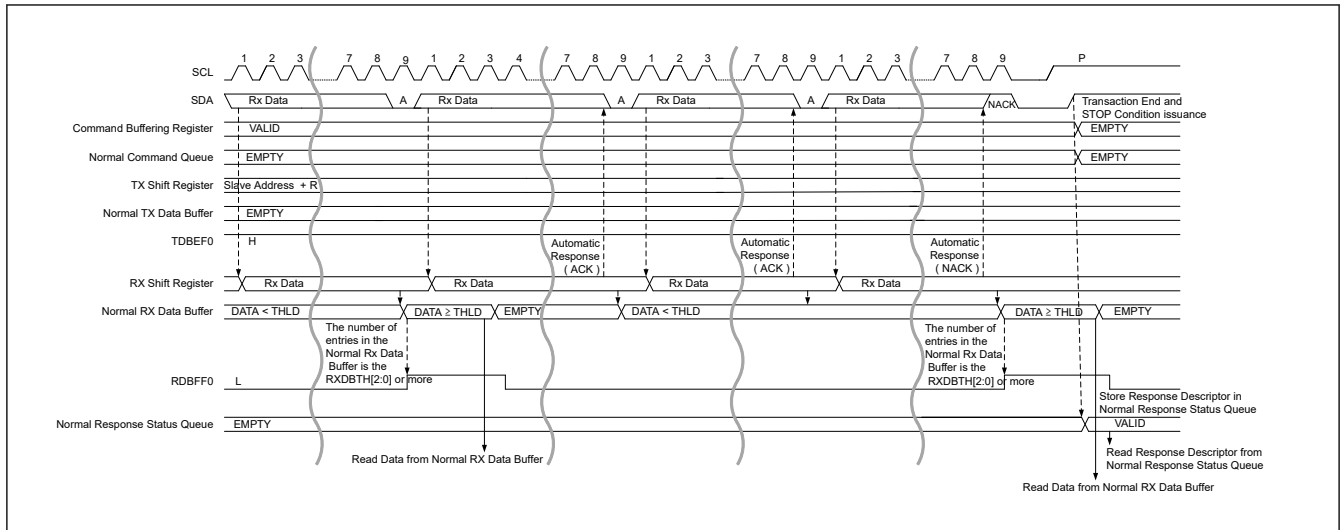 1 2 3 7 8 9 1 2 3 4 7 8 9 1 2 3 7 8 9 1 2 3 7 8 9 P
SCL
SDA Rx Data A Rx Data A Rx Data A Rx Data NACK Transaction End and
STOP Condition issuance
Command Buffering Register VALID EMPTY
Normal Command Queue EMPTY EMPTY
TX Shift Register Slave Address + R
Normal TX Data Buffer EMPTY
TDBEF0 H
Automatic
Response
( ACK )
Automatic
Response
( ACK )
Automatic
Response
( NACK )
RX Shift Register Rx Data Rx Data Rx Data Rx Data
Normal RX Data Buffer DATA < THLD DATA ≥ THLD EMPTY DATA < THLD DATA ≥ THLD EMPTY
The number of
entries in the
Normal Rx Data
Buffer is the
RXDBTH[2:0] or more
The number of
entries in the
Normal Rx Data
Buffer is the
RXDBTH[2:0] or more
RDBFF0 L
Store Response Descriptor in
Normal Response Status Queue
Normal Response Status Queue EMPTY VALID
Read Data from Normal RX Data Buffer
Read Response Descriptor from
Normal Response Status Queue
Read Data from Normal RX Data Buffer